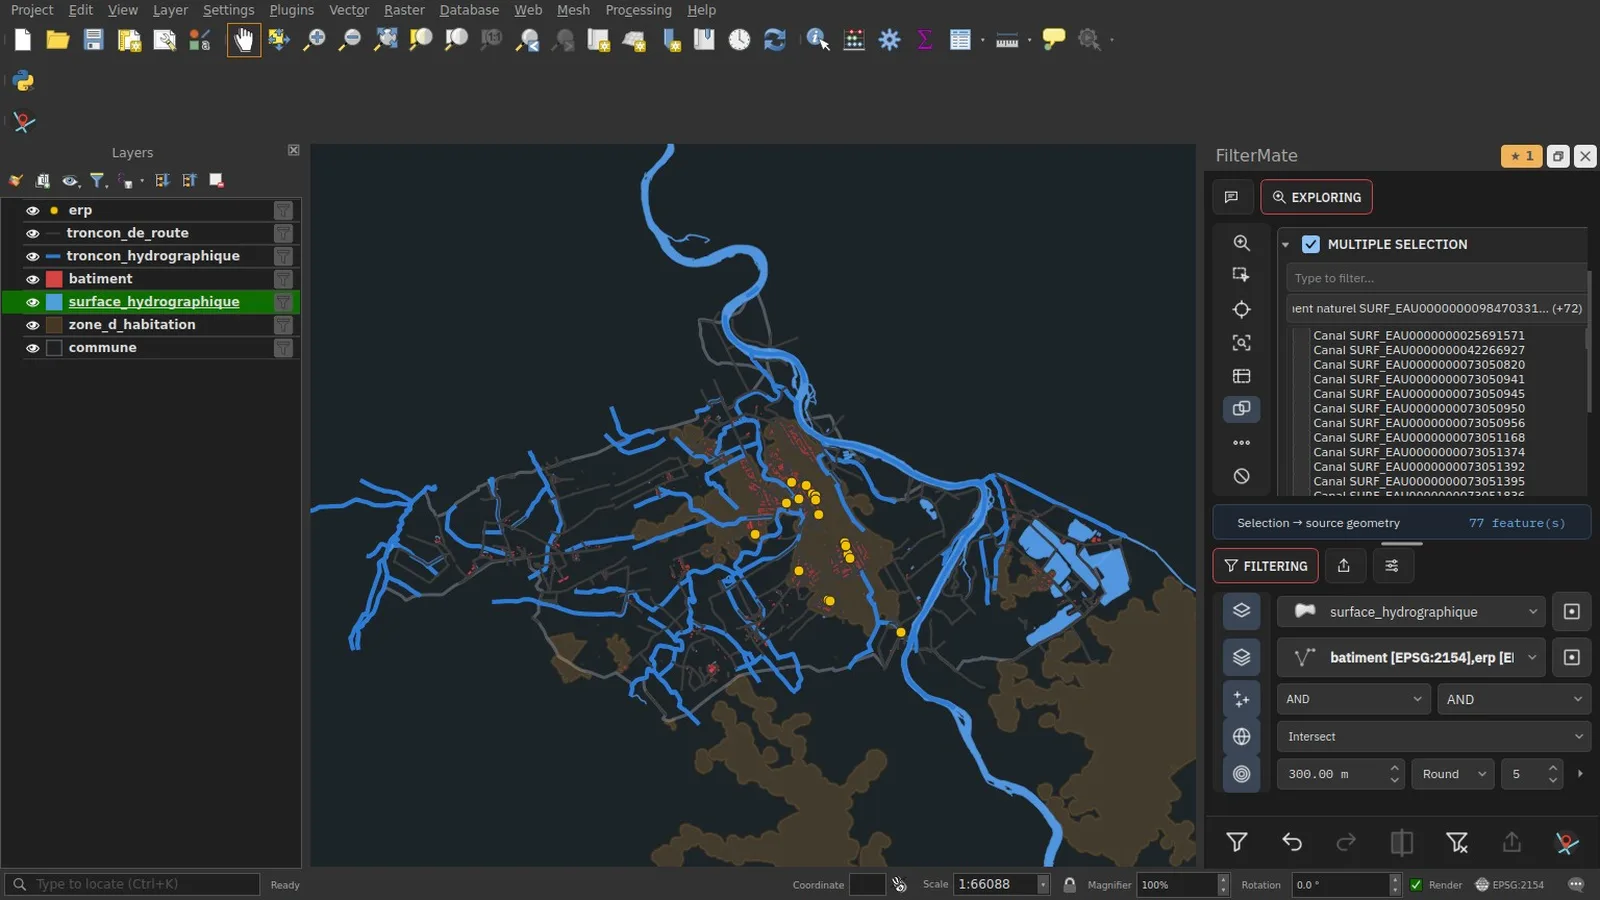 Project Edit View Layer Settings Plugins Vector Raster Database Web Mesh Processing Help
Layers
erp
troncon_de_route
troncon_hydrographique
batiment
surface_hydrographique
zone_d_habitation
commune
FilterMate
★ 1
EXPLORING
MULTIPLE SELECTION
Type to filter...
nent naturel SURF_EAU0000000098470331... (+72)
Canal SURF_EAU0000000025691571
Canal SURF_EAU0000000042266927
Canal SURF_EAU0000000073050820
Canal SURF_EAU0000000073050941
Canal SURF_EAU0000000073050945
Canal SURF_EAU0000000073050950
Canal SURF_EAU0000000073050956
Canal SURF_EAU0000000073051168
Canal SURF_EAU0000000073051374
Canal SURF_EAU0000000073051392
Canal SURF_EAU0000000073051395
Selection → source geometry 77 feature(s)
FILTERING
surface_hydrographique
batiment [EPSG:2154],erp [E
AND AND
Intersect
300.00 m Round 5
Type to locate (Ctrl+K) Ready Coordinate Scale 1:66088 Magnifier 100% Rotation 0.0 ° Render EPSG:2154